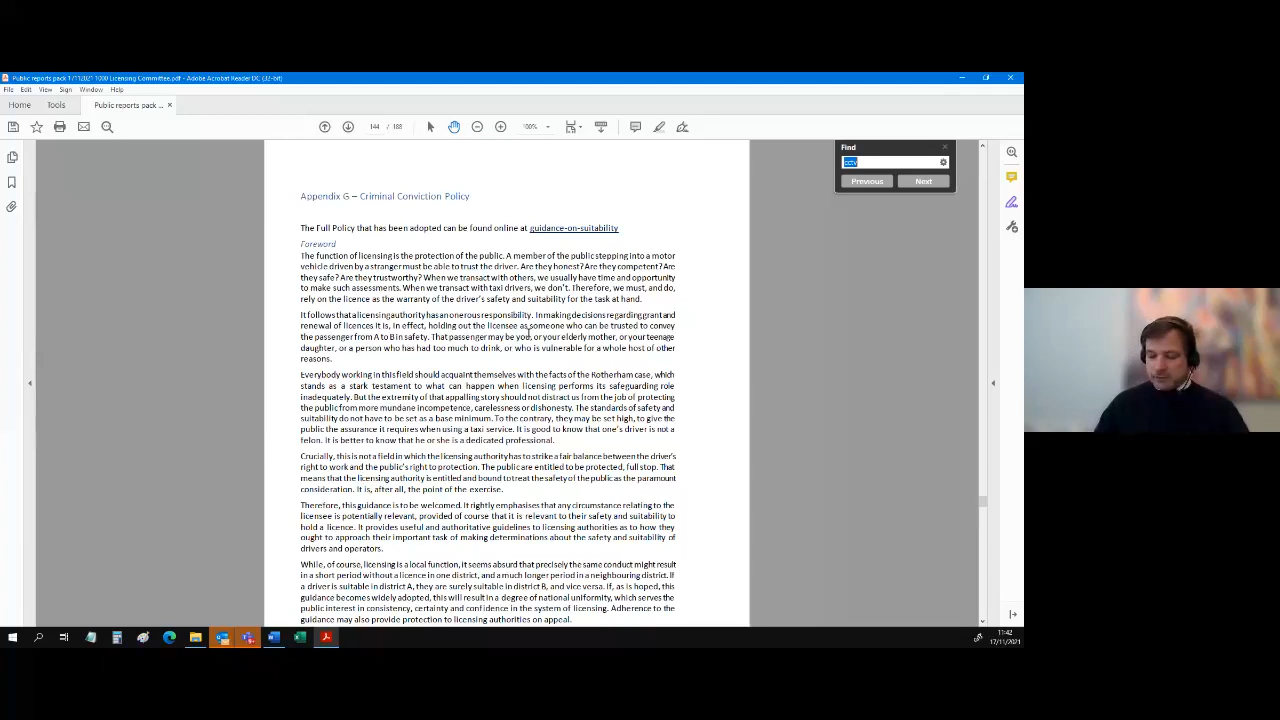 Public reports pack 17112021 1000 Licensing Committee.pdf - Adobe Acrobat Reader DC (32-bit)
File Edit View Sign Window Help
Home Tools Public reports pack ... ×
144 / 188 100%
Find
cctv
Previous Next
Appendix G – Criminal Conviction Policy
The Full Policy that has been adopted can be found online at guidance-on-suitability
Foreword
The function of licensing is the protection of the public. A member of the public stepping into a motor
vehicle driven by a stranger must be able to trust the driver. Are they honest? Are they competent? Are
they safe? Are they trustworthy? When we transact with others, we usually have time and opportunity
to make such assessments. When we transact with taxi drivers, we don't. Therefore, we must, and do,
rely on the licence as the warranty of the driver's safety and suitability for the task at hand.
It follows that a licensing authority has an onerous responsibility. In making decisions regarding grant and
renewal of licences it is, in effect, holding out the licensee as someone who can be trusted to convey
the passenger from A to B in safety. That passenger may be you, or your elderly mother, or your teenage
daughter, or a person who has had too much to drink, or who is vulnerable for a whole host of other
reasons.
Everybody working in this field should acquaint themselves with the facts of the Rotherham case, which
stands as a stark testament to what can happen when licensing performs its safeguarding role
inadequately. But the extremity of that appalling story should not distract us from the job of protecting
the public from more mundane incompetence, carelessness or dishonesty. The standards of safety and
suitability do not have to be set as a base minimum. To the contrary, they may be set high, to give the
public the assurance it requires when using a taxi service. It is good to know that one's driver is not a
felon. It is better to know that he or she is a dedicated professional.
Crucially, this is not a field in which the licensing authority has to strike a fair balance between the driver's
right to work and the public's right to protection. The public are entitled to be protected, full stop. That
means that the licensing authority is entitled and bound to treat the safety of the public as the paramount
consideration. It is, after all, the point of the exercise.
Therefore, this guidance is to be welcomed. It rightly emphasises that any circumstance relating to the
licensee is potentially relevant, provided of course that it is relevant to their safety and suitability to
hold a licence. It provides useful and authoritative guidelines to licensing authorities as to how they
ought to approach their important task of making determinations about the safety and suitability of
drivers and operators.
While, of course, licensing is a local function, it seems absurd that precisely the same conduct might result
in a short period without a licence in one district, and a much longer period in a neighbouring district. If
a driver is suitable in district A, they are surely suitable in district B, and vice versa. If, as is hoped, this
guidance becomes widely adopted, this will result in a degree of national uniformity, which serves the
public interest in consistency, certainty and confidence in the system of licensing. Adherence to the
guidance may also provide protection to licensing authorities on appeal.
11:42
17/11/2021